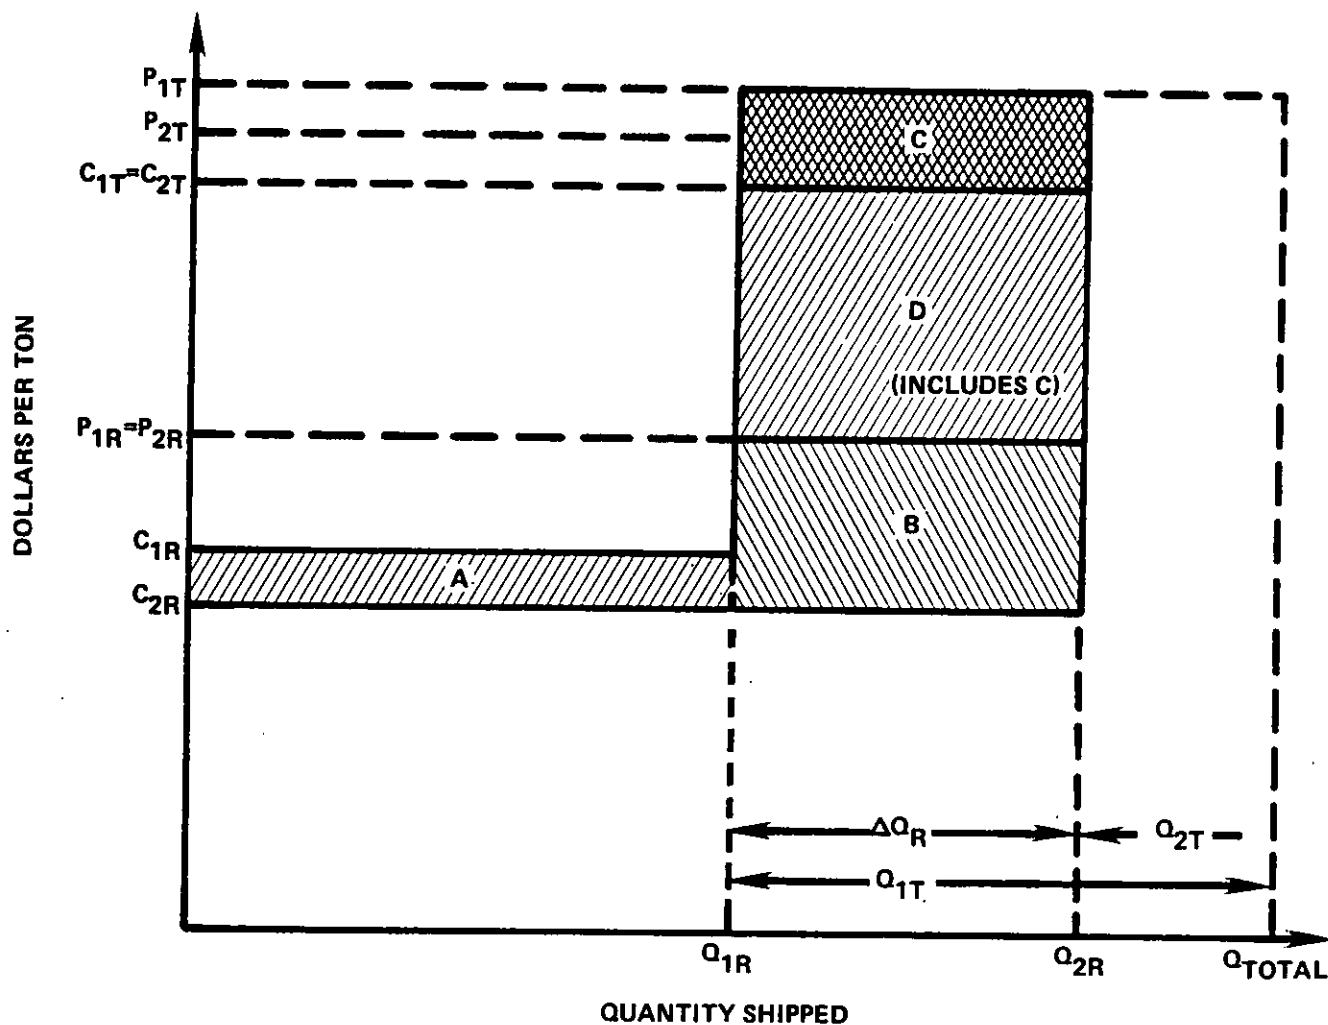 P1T
P2T
C1T=C2T
C
D
(INCLUDES C)
DOLLARS PER TON
P1R=P2R
B
C1R
A
C2R
ΔQR
Q2T
Q1T
Q1R
Q2R
QTOTAL
QUANTITY SHIPPED